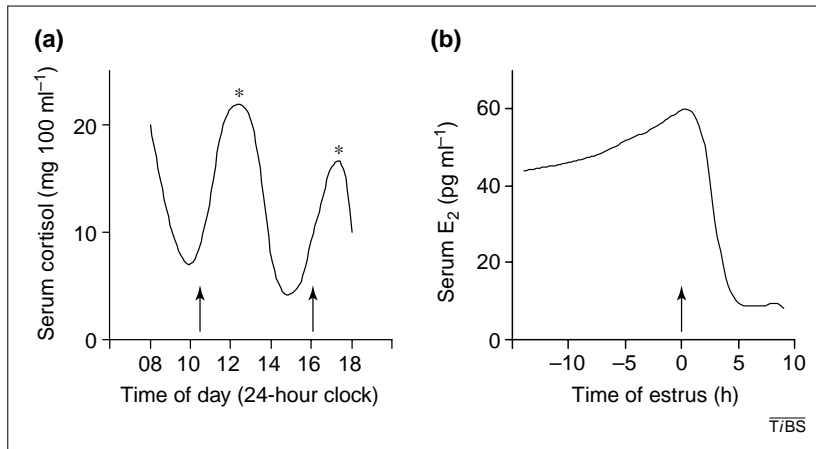 (a)
Serum cortisol (mg 100 ml⁻¹)
20
10
0
*
*
08 10 12 14 16 18
Time of day (24-hour clock)
(b)
Serum E₂ (pg ml⁻¹)
60
40
20
0
–10 –5 0 5 10
Time of estrus (h)
TiBS